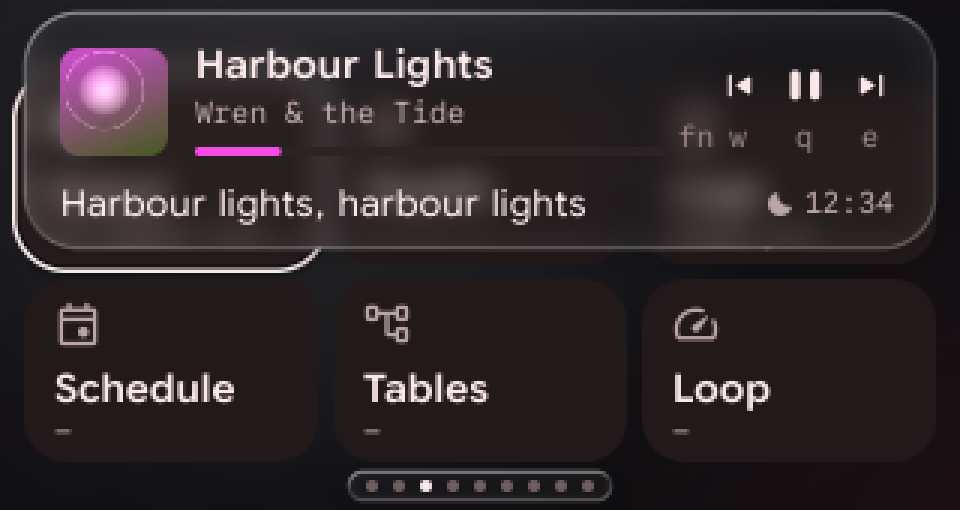 Harbour Lights
Wren & the Tide
fn w q e
Harbour lights, harbour lights
12:34
Schedule
Tables
Loop
–
–
–